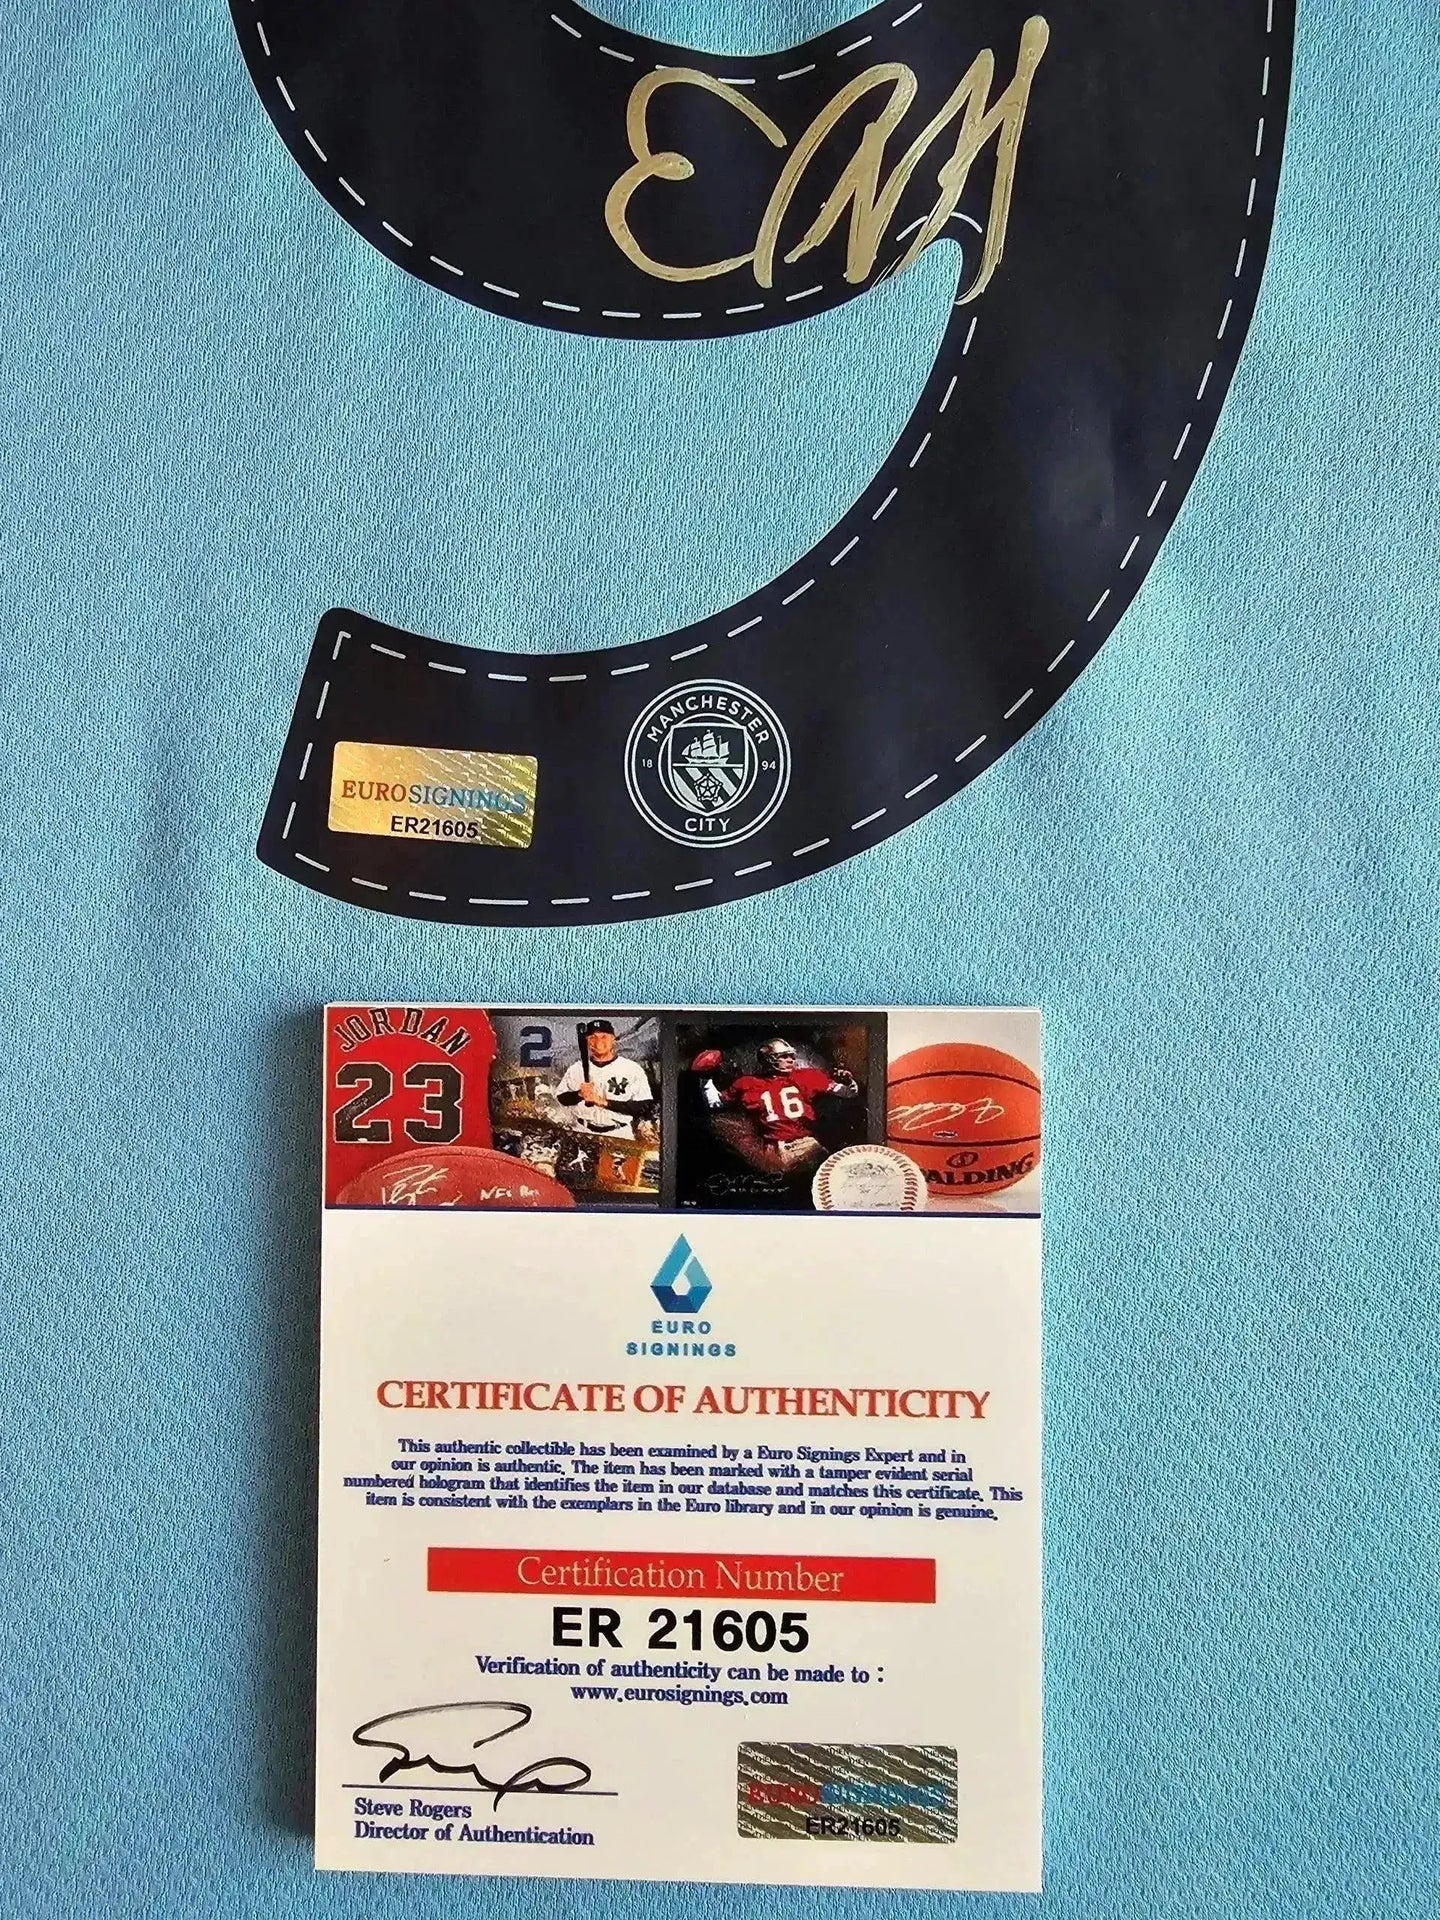 9
MANCHESTER
18 94
CITY
EUROSIGNINGS
ER21605
JORDAN
23
2
16
SPALDING
EURO
SIGNINGS
CERTIFICATE OF AUTHENTICITY
This authentic collectible has been examined by a Euro Signings Expert and in
our opinion is authentic. The item has been marked with a tamper evident serial
numbered hologram that identifies the item in our database and matches this certificate. This
item is consistent with the exemplars in the Euro library and in our opinion is genuine.
Certification Number
ER 21605
Verification of authenticity can be made to :
www.eurosignings.com
Steve Rogers
Director of Authentication
EUROSIGNINGS
ER21605